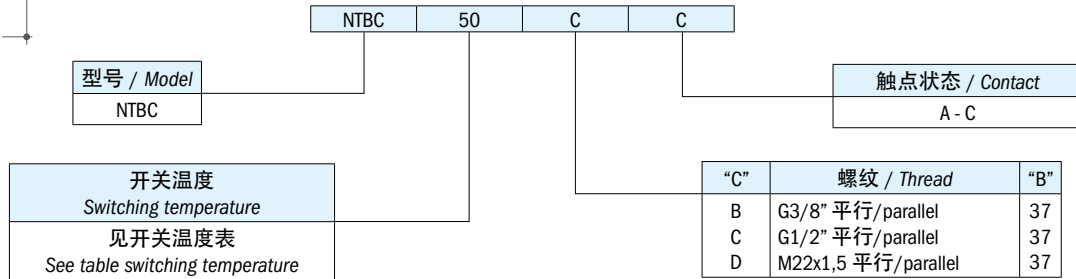 NTBC 50 C C
型号 / Model
NTBC
触点状态 / Contact
A - C
开关温度
Switching temperature
见开关温度表
See table switching temperature
“C” 螺纹 / Thread “B”
B G3/8” 平行/parallel 37
C G1/2” 平行/parallel 37
D M22x1,5 平行/parallel 37